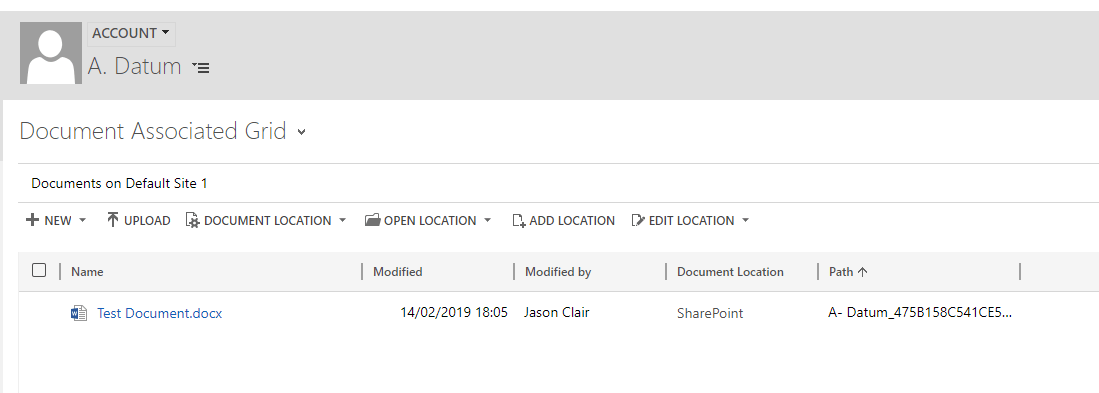 ACCOUNT
A. Datum
Document Associated Grid
Documents on Default Site 1
NEW UPLOAD DOCUMENT LOCATION OPEN LOCATION ADD LOCATION EDIT LOCATION
Name Modified Modified by Document Location Path
Test Document.docx 14/02/2019 18:05 Jason Clair SharePoint A- Datum_475B158C541CE5...